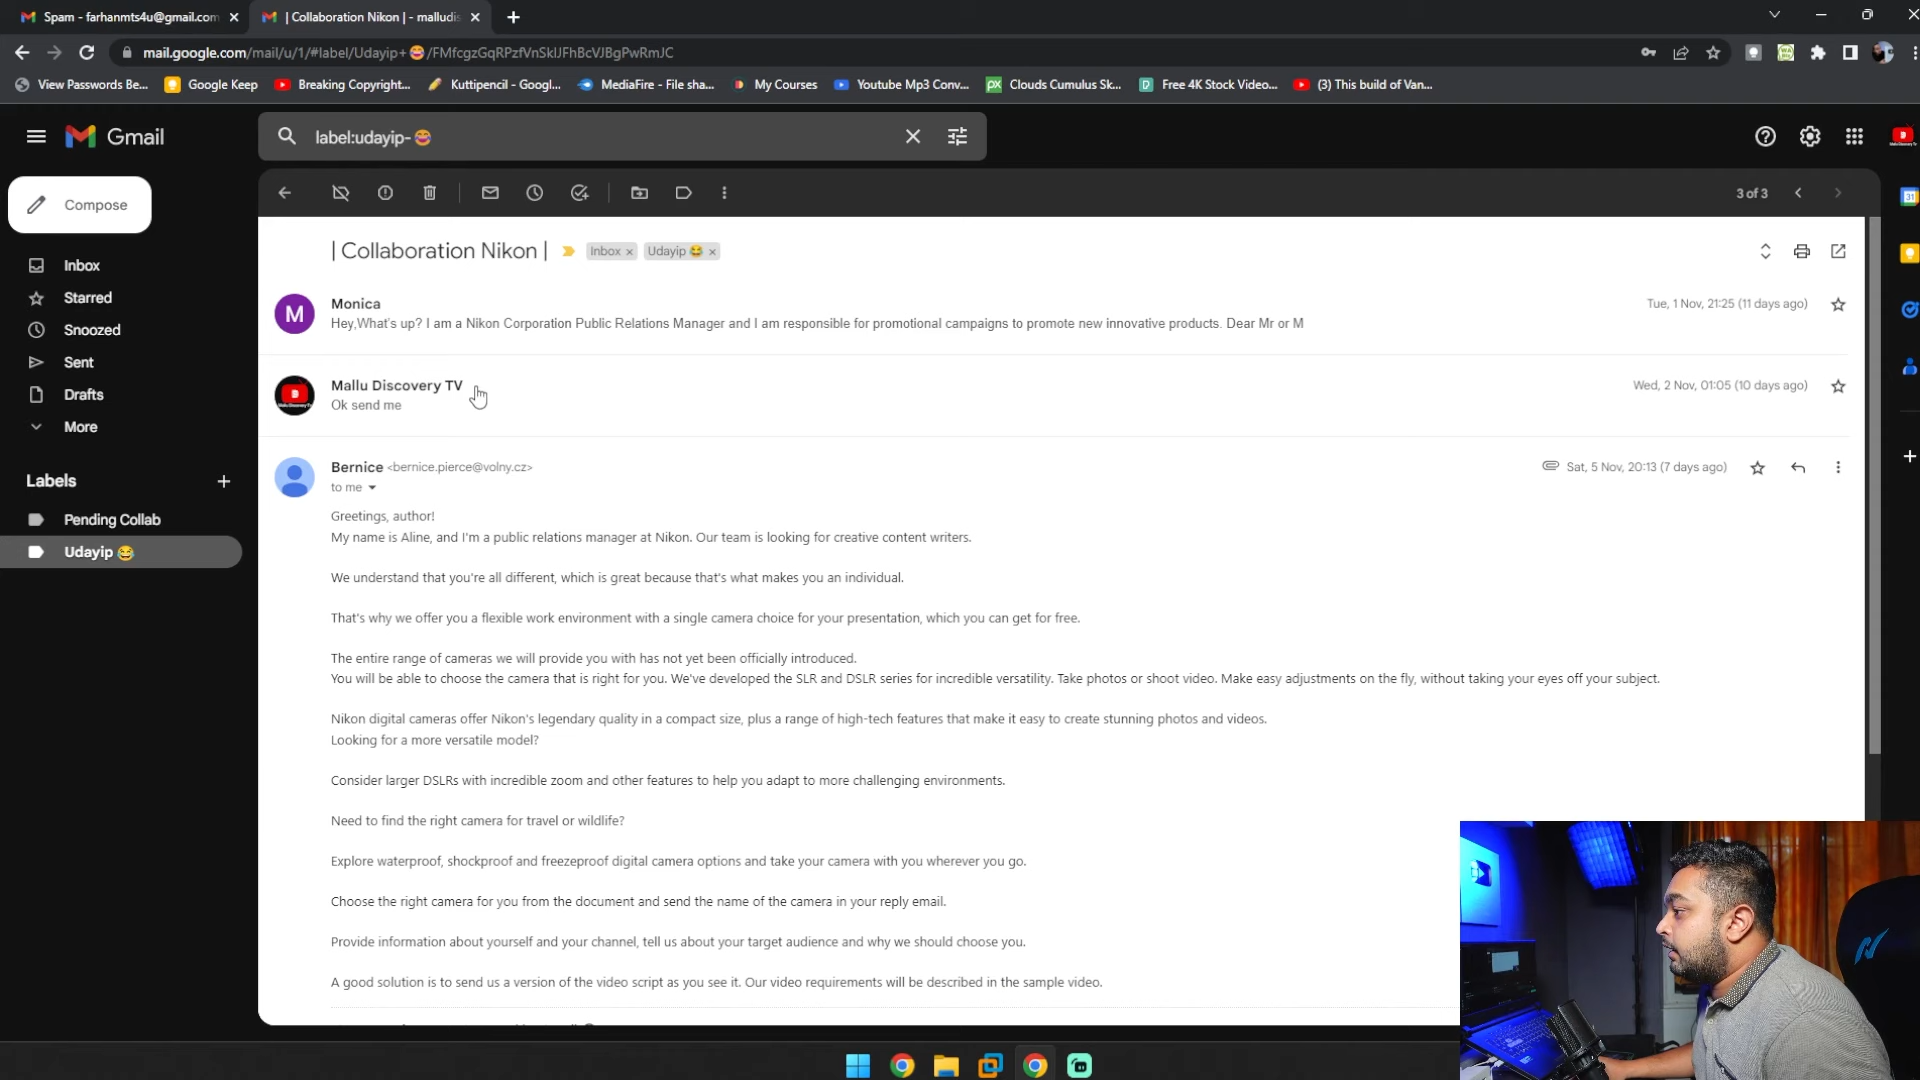 Spam - farhanmts4u@gmail.com
| Collaboration Nikon | - malludis
mail.google.com/mail/u/1/#label/Udayip+😂/FMfcgzGqRPzfVnSklJFhBcVJBgPwRmJC
View Passwords Be...
Google Keep
Breaking Copyright...
Kuttipencil - Googl...
MediaFire - File sha...
My Courses
Youtube Mp3 Conv...
Clouds Cumulus Sk...
Free 4K Stock Video...
(3) This build of Van...
Gmail
label:udayip-😂
Compose
3 of 3
| Collaboration Nikon |
Inbox ×
Udayip 😂 ×
Inbox
Starred
Snoozed
Sent
Drafts
More
Labels
Pending Collab
Udayip 😂
Monica
Tue, 1 Nov, 21:25 (11 days ago)
Hey,What's up? I am a Nikon Corporation Public Relations Manager and I am responsible for promotional campaigns to promote new innovative products. Dear Mr or M
Mallu Discovery TV
Wed, 2 Nov, 01:05 (10 days ago)
Ok send me
Bernice <bernice.pierce@volny.cz>
Sat, 5 Nov, 20:13 (7 days ago)
to me
Greetings, author!
My name is Aline, and I'm a public relations manager at Nikon. Our team is looking for creative content writers.
We understand that you're all different, which is great because that's what makes you an individual.
That's why we offer you a flexible work environment with a single camera choice for your presentation, which you can get for free.
The entire range of cameras we will provide you with has not yet been officially introduced.
You will be able to choose the camera that is right for you. We've developed the SLR and DSLR series for incredible versatility. Take photos or shoot video. Make easy adjustments on the fly, without taking your eyes off your subject.
Nikon digital cameras offer Nikon's legendary quality in a compact size, plus a range of high-tech features that make it easy to create stunning photos and videos.
Looking for a more versatile model?
Consider larger DSLRs with incredible zoom and other features to help you adapt to more challenging environments.
Need to find the right camera for travel or wildlife?
Explore waterproof, shockproof and freezeproof digital camera options and take your camera with you wherever you go.
Choose the right camera for you from the document and send the name of the camera in your reply email.
Provide information about yourself and your channel, tell us about your target audience and why we should choose you.
A good solution is to send us a version of the video script as you see it. Our video requirements will be described in the sample video.